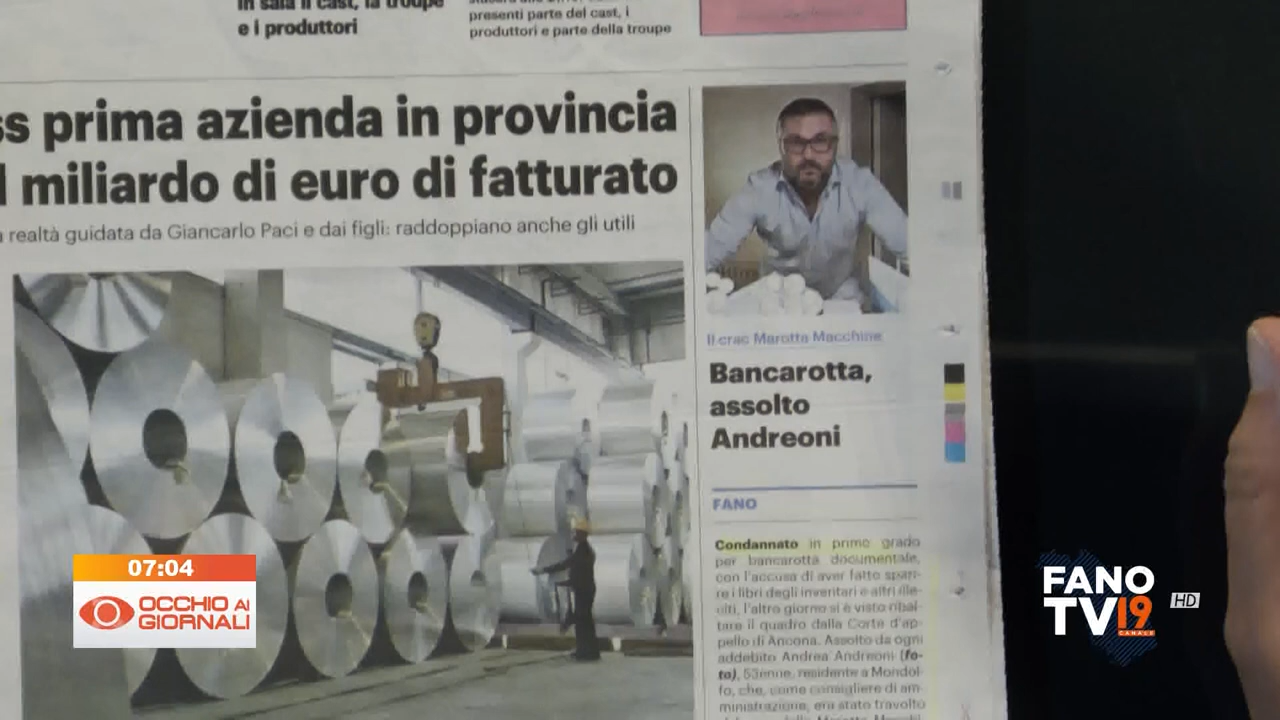 in sala il cast, la troupe
e i produttori
presenti parte del cast, i
produttori e parte della troupe
ss prima azienda in provincia
miliardo di euro di fatturato
realtà guidata da Giancarlo Paci e dai figli: raddoppiano anche gli utili
Il crac Marotta Macchine
Bancarotta,
assolto
Andreoni
FANO
Condannato in primo grado
per bancarotta documentale,
con l'accusa di aver fatto spari-
re i libri degli inventari e altri ille-
citi, l'altro giorno si è visto ribal-
tare il quadro dalla Corte d'ap-
pello di Ancona. Assolto da ogni
addebito Andrea Andreoni (fo-
to), 53enne, residente a Mondol-
fo, che, come consigliere di am-
ministrazione, era stato travolto
07:04
OCCHIO AI
GIORNALI
FANO
TV19
CANALE
HD